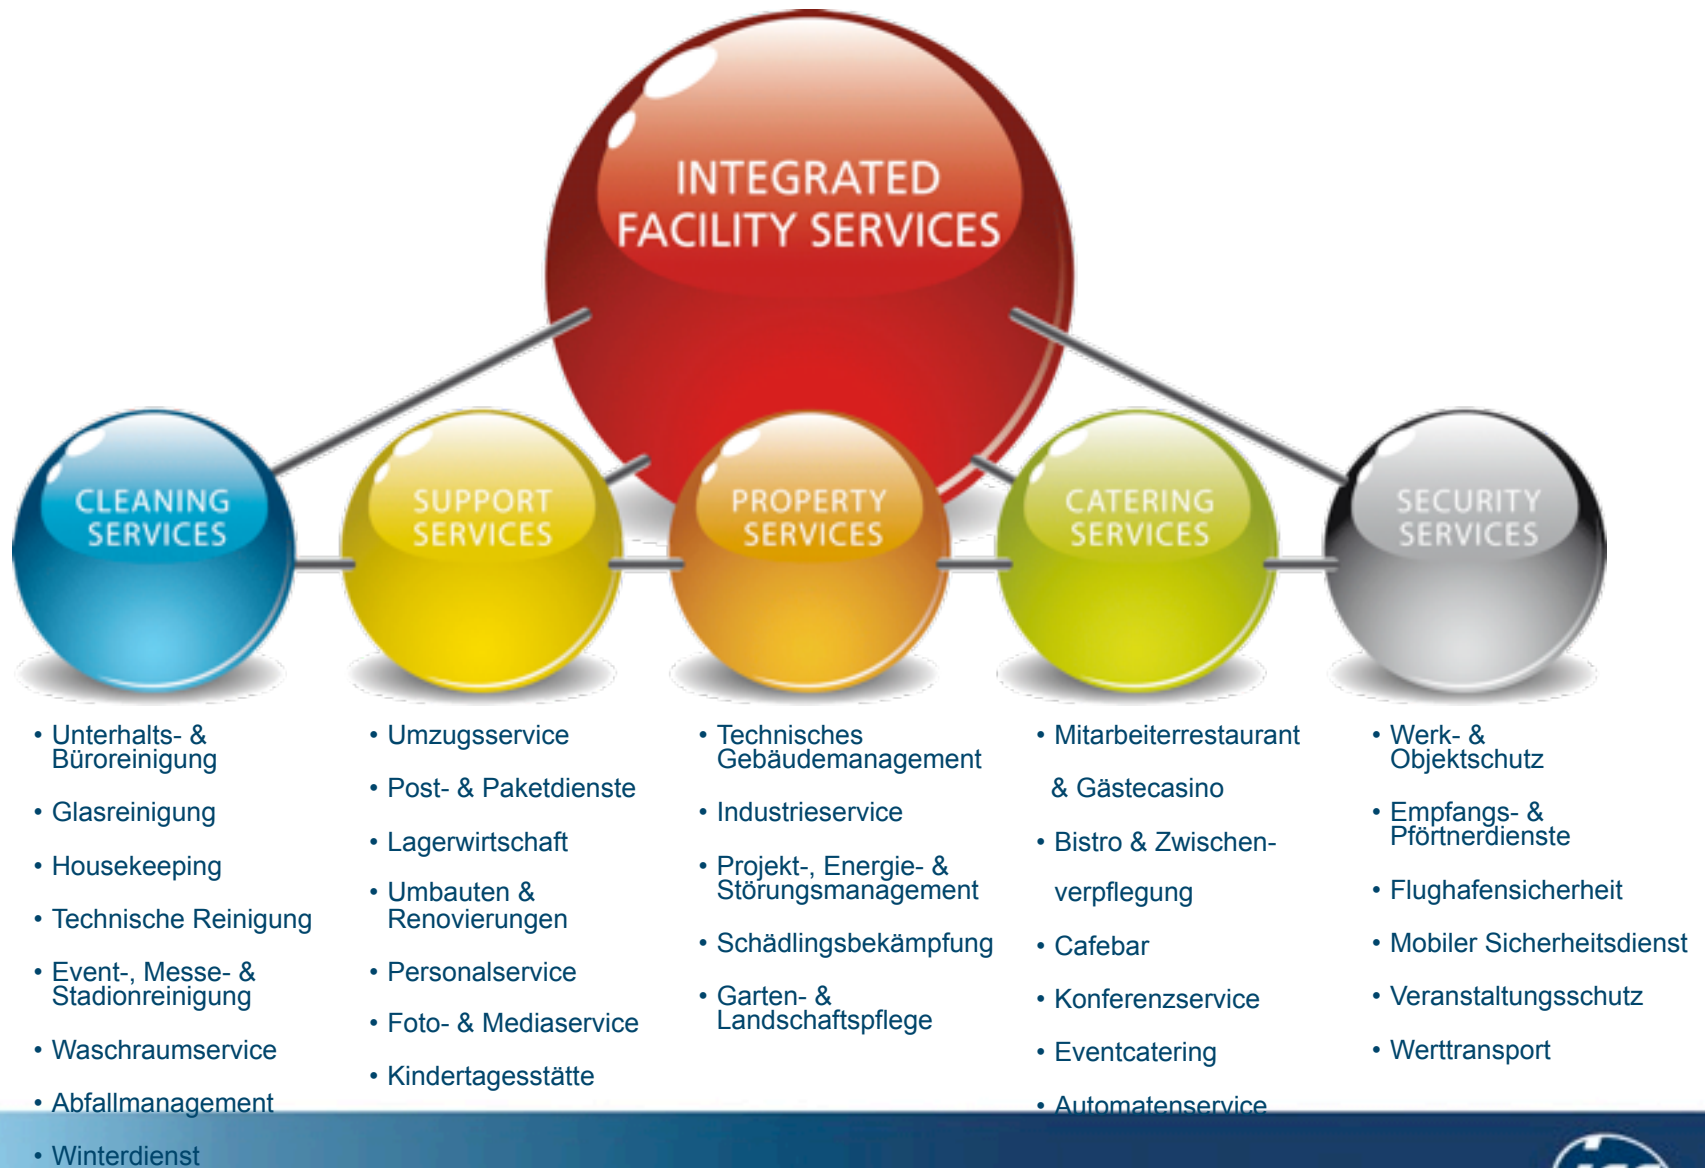 INTEGRATED
FACILITY SERVICES
CLEANING
SERVICES
SUPPORT
SERVICES
PROPERTY
SERVICES
CATERING
SERVICES
SECURITY
SERVICES
• Unterhalts- &
Büroreinigung
• Glasreinigung
• Housekeeping
• Technische Reinigung
• Event-, Messe- &
Stadionreinigung
• Waschraumservice
• Abfallmanagement
• Winterdienst
• Umzugsservice
• Post- & Paketdienste
• Lagerwirtschaft
• Umbauten &
Renovierungen
• Personalservice
• Foto- & Mediaservice
• Kindertagesstätte
• Technisches
Gebäudemanagement
• Industrieservice
• Projekt-, Energie- &
Störungsmanagement
• Schädlingsbekämpfung
• Garten- &
Landschaftspflege
• Mitarbeiterrestaurant
& Gästecasino
• Bistro & Zwischen-
verpflegung
• Cafebar
• Konferenzservice
• Eventcatering
• Automatenservice
• Werk- &
Objektschutz
• Empfangs- &
Pförtnerdienste
• Flughafensicherheit
• Mobiler Sicherheitsdienst
• Veranstaltungsschutz
• Werttransport